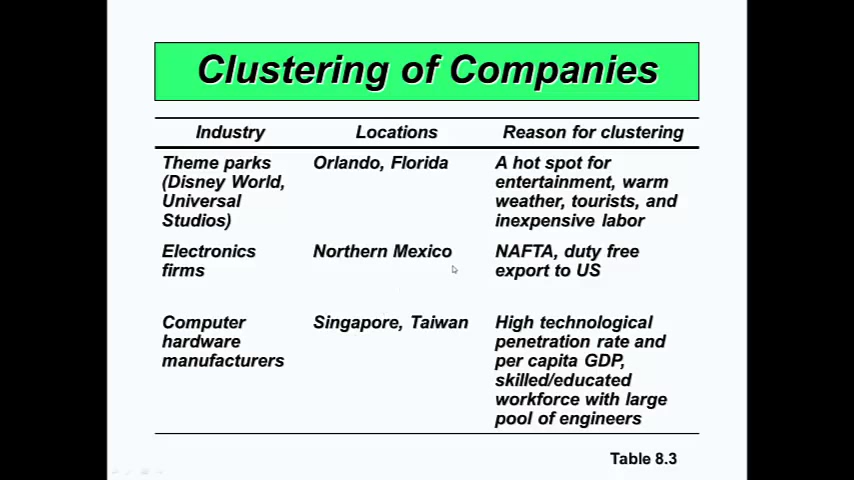 Clustering of Companies
Industry Locations Reason for clustering
Theme parks
(Disney World,
Universal
Studios)
Orlando, Florida
A hot spot for
entertainment, warm
weather, tourists, and
inexpensive labor
Electronics
firms
Northern Mexico
NAFTA, duty free
export to US
Computer
hardware
manufacturers
Singapore, Taiwan
High technological
penetration rate and
per capita GDP,
skilled/educated
workforce with large
pool of engineers
Table 8.3